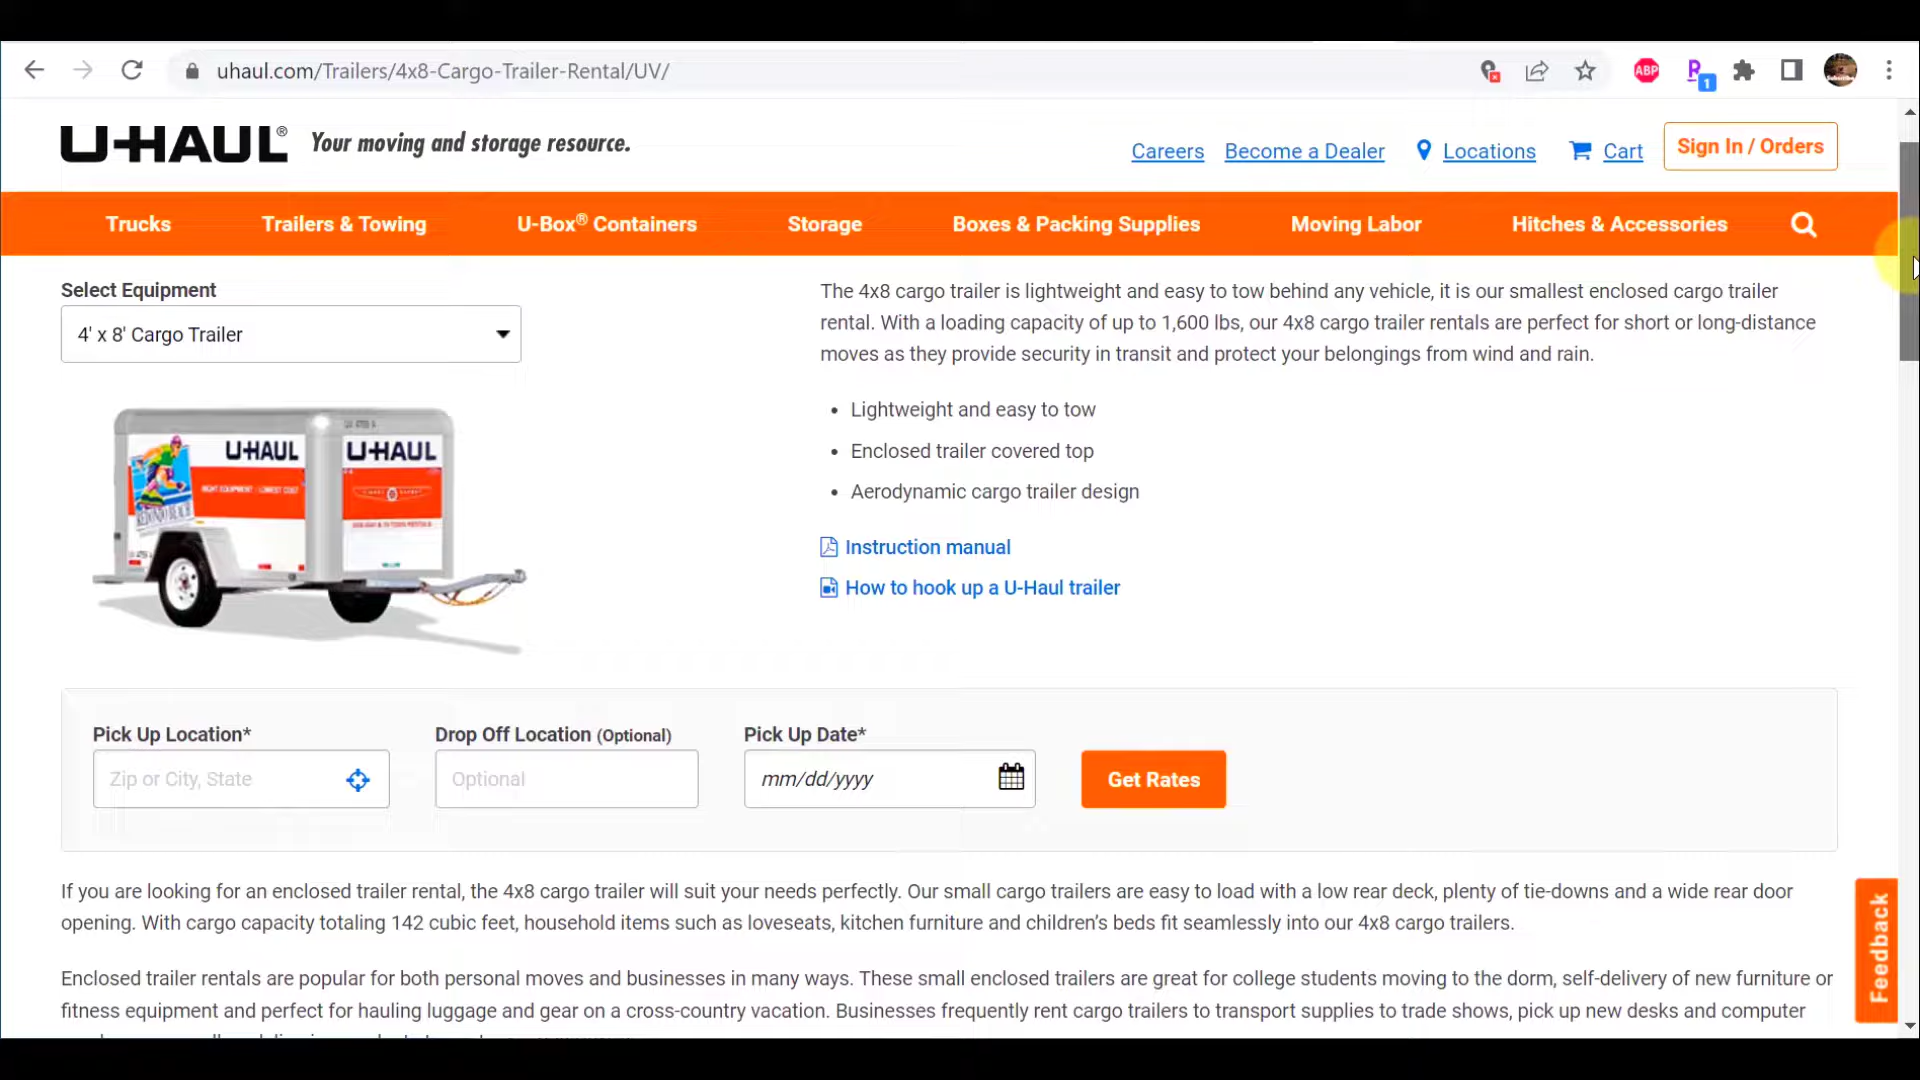 uhaul.com/Trailers/4x8-Cargo-Trailer-Rental/UV/
ABP
1
U-HAUL®
Your moving and storage resource.
Careers
Become a Dealer
Locations
Cart
Sign In / Orders
Trucks
Trailers & Towing
U-Box® Containers
Storage
Boxes & Packing Supplies
Moving Labor
Hitches & Accessories
Select Equipment
4' x 8' Cargo Trailer
U-HAUL
U-HAUL
REDONDO BEACH
The 4x8 cargo trailer is lightweight and easy to tow behind any vehicle, it is our smallest enclosed cargo trailer
rental. With a loading capacity of up to 1,600 lbs, our 4x8 cargo trailer rentals are perfect for short or long-distance
moves as they provide security in transit and protect your belongings from wind and rain.
• Lightweight and easy to tow
• Enclosed trailer covered top
• Aerodynamic cargo trailer design
Instruction manual
How to hook up a U-Haul trailer
Pick Up Location*
Zip or City, State
Drop Off Location (Optional)
Optional
Pick Up Date*
mm/dd/yyyy
Get Rates
If you are looking for an enclosed trailer rental, the 4x8 cargo trailer will suit your needs perfectly. Our small cargo trailers are easy to load with a low rear deck, plenty of tie-downs and a wide rear door
opening. With cargo capacity totaling 142 cubic feet, household items such as loveseats, kitchen furniture and children's beds fit seamlessly into our 4x8 cargo trailers.
Enclosed trailer rentals are popular for both personal moves and businesses in many ways. These small enclosed trailers are great for college students moving to the dorm, self-delivery of new furniture or
fitness equipment and perfect for hauling luggage and gear on a cross-country vacation. Businesses frequently rent cargo trailers to transport supplies to trade shows, pick up new desks and computer
Feedback